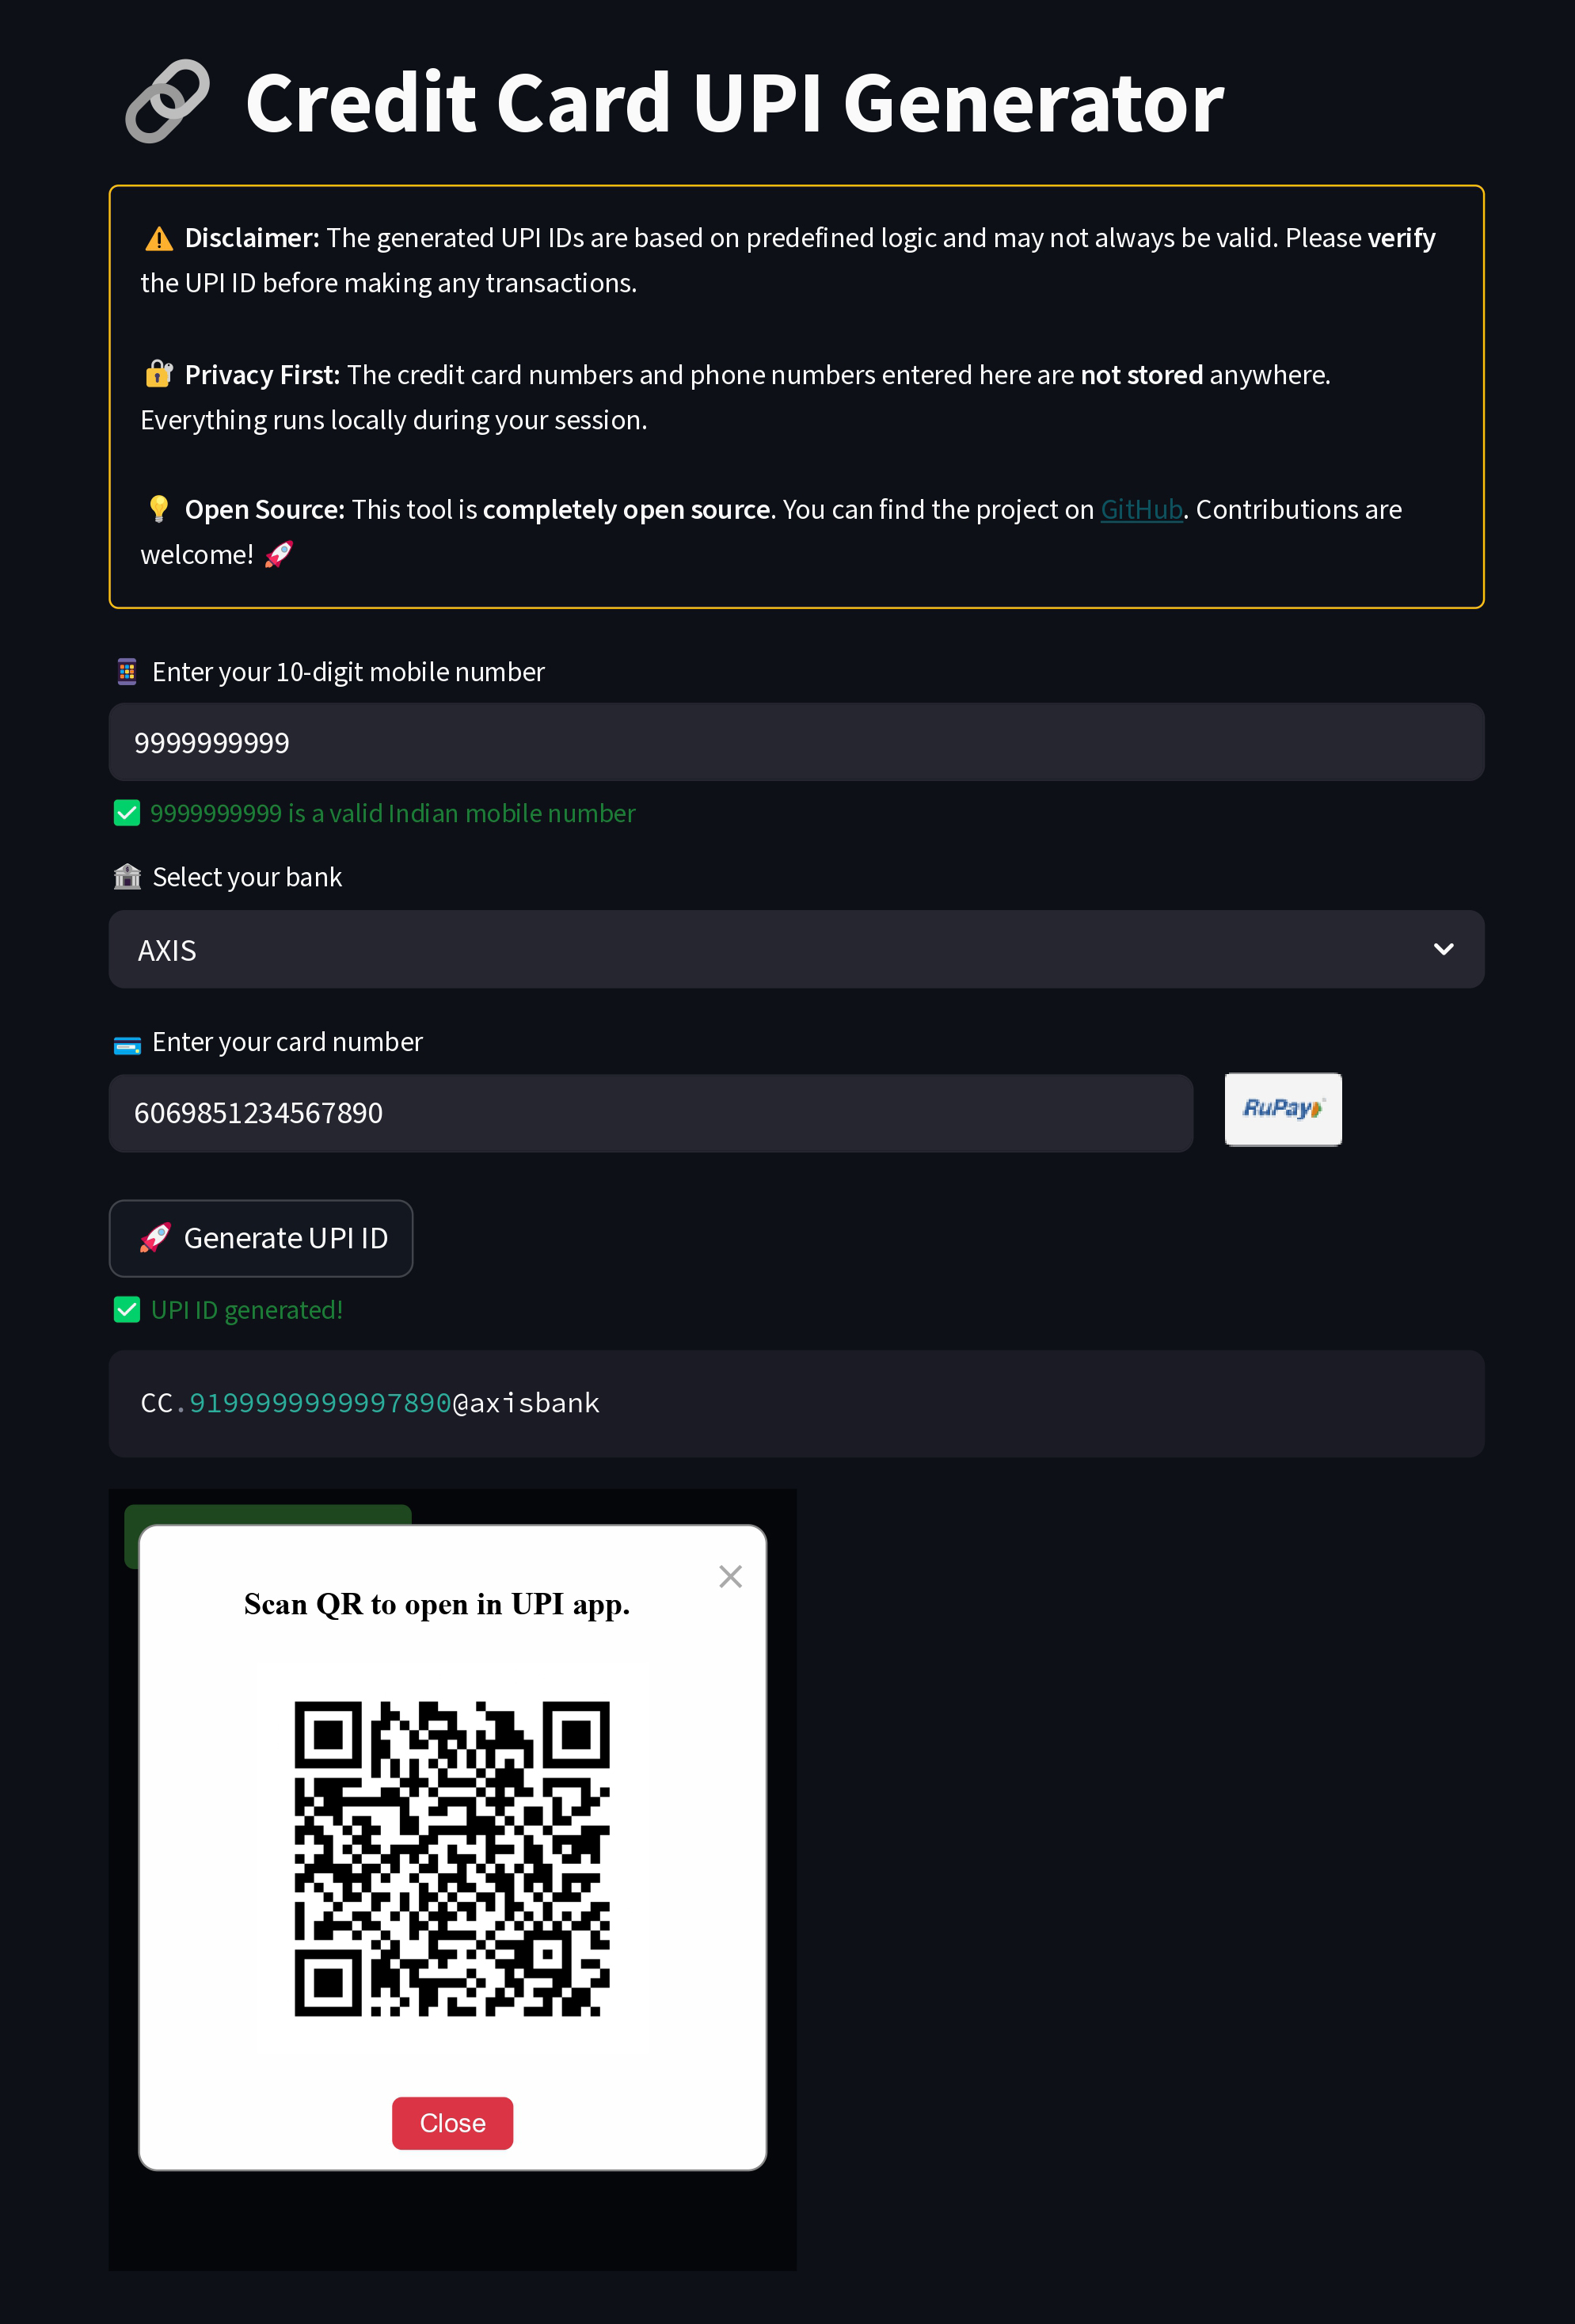 Credit Card UPI Generator
Disclaimer: The generated UPI IDs are based on predefined logic and may not always be valid. Please verify
the UPI ID before making any transactions.
Privacy First: The credit card numbers and phone numbers entered here are not stored anywhere.
Everything runs locally during your session.
Open Source: This tool is completely open source. You can find the project on GitHub. Contributions are
welcome!
Enter your 10-digit mobile number
9999999999
9999999999 is a valid Indian mobile number
Select your bank
AXIS
Enter your card number
6069851234567890
RuPay
Generate UPI ID
UPI ID generated!
CC.9199999999997890@axisbank
Scan QR to open in UPI app.
Close